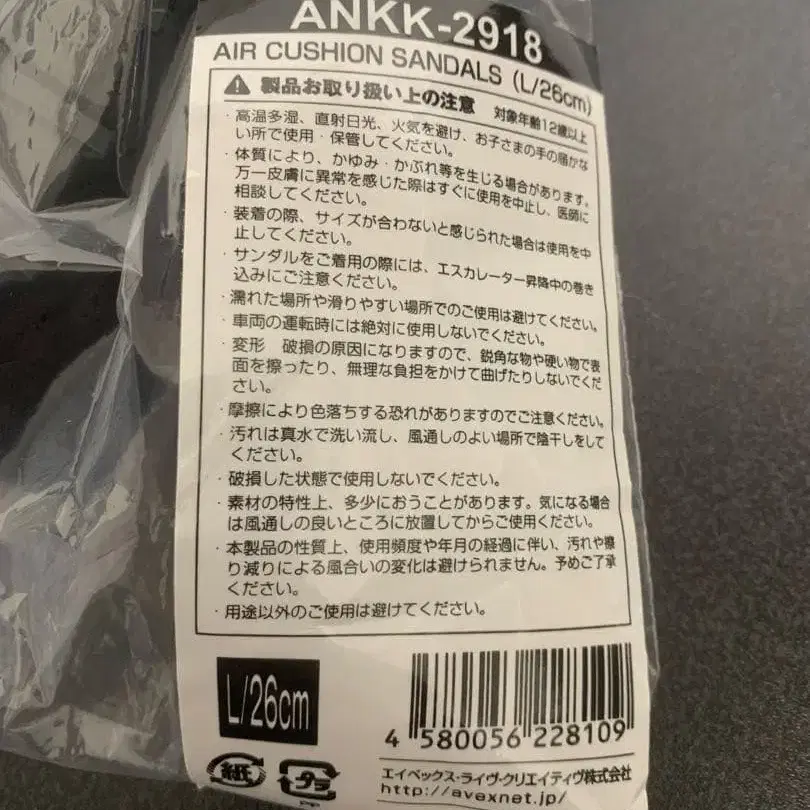 ANKK-2918
AIR CUSHION SANDALS (L/26cm)
製品お取り扱い上の注意 対象年齢12歳以上
・高温多湿、直射日光、火気を避け、お子さまの手の届かな
い所で使用・保管してください。
・体質により、かゆみ・かぶれ等を生じる場合があります。
万一皮膚に異常を感じた際はすぐに使用を中止し、医師に
相談してください。
・装着の際、サイズが合わないと感じられた場合は使用を中
止してください。
・サンダルをご着用の際には、エスカレーター昇降中の巻き
込みにご注意ください。
・濡れた場所や滑りやすい場所でのご使用は避けてください。
・車両の運転時には絶対に使用しないでください。
・変形 破損の原因になりますので、鋭角な物や硬い物で表
面を擦ったり、無理な負担をかけて曲げたりしないでくだ
さい。
・摩擦により色落ちする恐れがありますのでご注意ください。
・汚れは真水で洗い流し、風通しのよい場所で陰干しをして
ください。
・破損した状態で使用しないでください。
・素材の特性上、多少におうことがあります。気になる場合
は風通しの良いところに放置してからご使用ください。
・本製品の性質上、使用頻度や年月の経過に伴い、汚れや擦
り減りによる風合いの変化は避けられません。予めご了承
ください。
・用途以外のご使用は避けてください。
L/26cm
4 580056 228109
紙 プラ
エイベックス・ライヴ・クリエイティヴ株式会社
http://avexnet.jp/